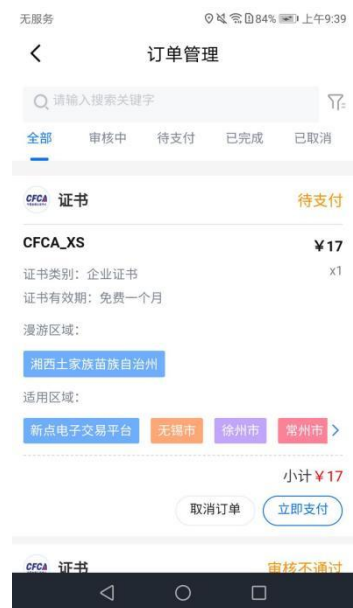 无服务 84% 上午9:39
订单管理
请输入搜索关键字
全部 审核中 待支付 已完成 已取消
CFCA 证书 待支付
CFCA_XS ¥17
证书类别：企业证书 x1
证书有效期：免费一个月
漫游区域：
湘西土家族苗族自治州
适用区域：
新点电子交易平台 无锡市 徐州市 常州市
小计¥17
取消订单 立即支付
CFCA 证书 审核不通过